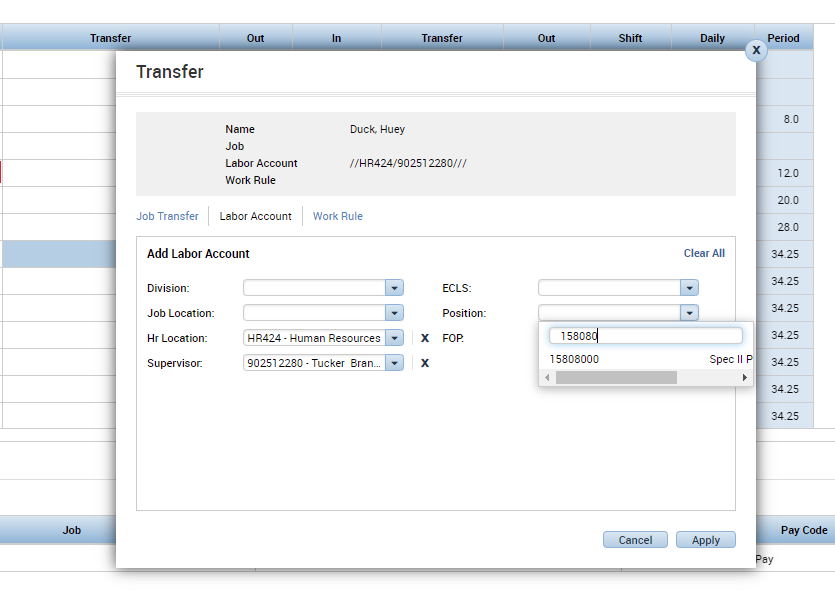 Transfer Out In Transfer Out Shift Daily Period
X
Transfer
Name Duck, Huey
Job
Labor Account //HR424/902512280///
Work Rule
Job Transfer Labor Account Work Rule
Add Labor Account Clear All
Division: ECLS:
Job Location: Position:
Hr Location: HR424 - Human Resources X FOP: 158080
Supervisor: 902512280 - Tucker Bran... X 15808000 Spec II P
8.0
12.0
20.0
28.0
34.25
34.25
34.25
34.25
34.25
34.25
34.25
Cancel Apply
Job Pay Code
Pay